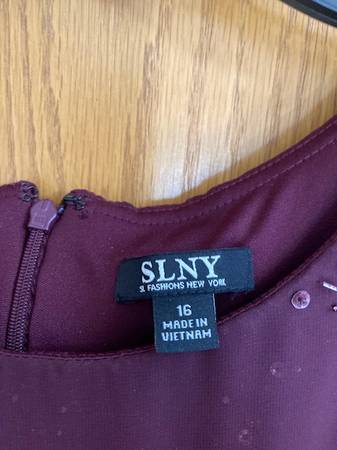 SLNY
SL FASHIONS NEW YORK
16
MADE IN
VIETNAM